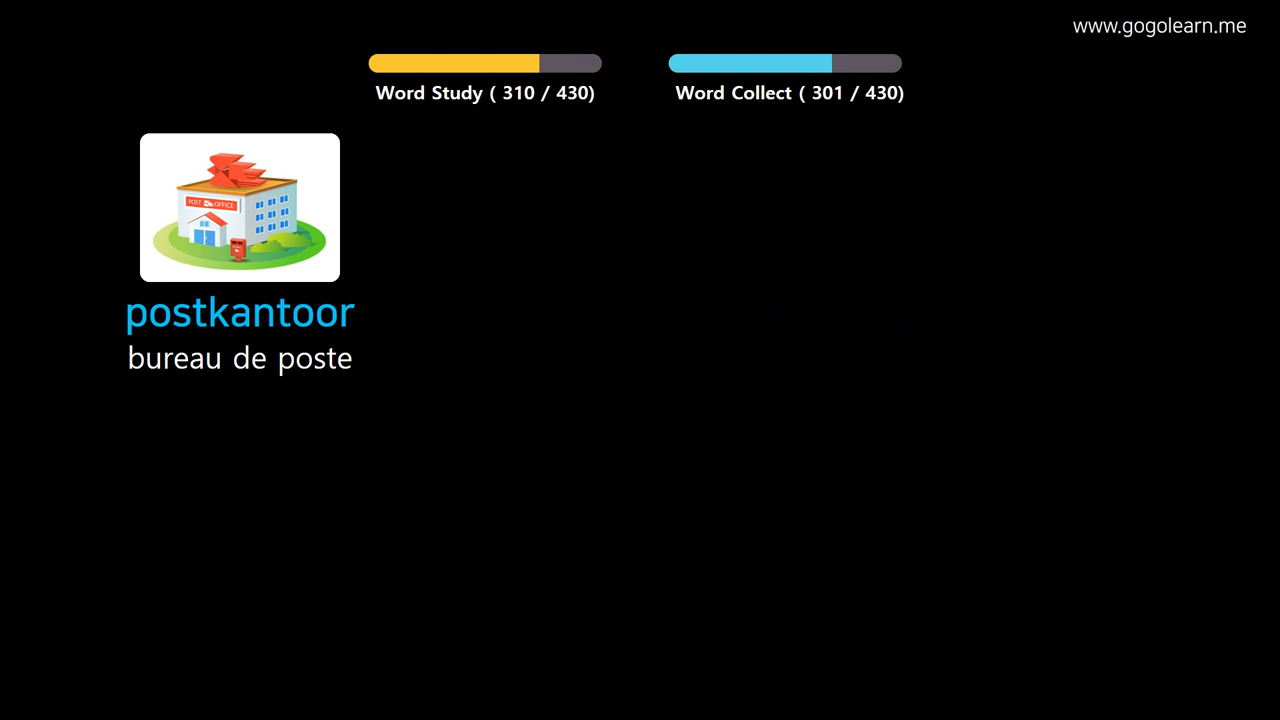 www.gogolearn.me
Word Study ( 310 / 430)
Word Collect ( 301 / 430)
POST OFFICE
postkantoor
bureau de poste